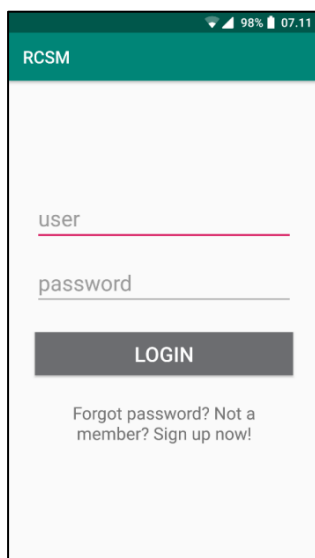 98% 07.11
RCSM
user
password
LOGIN
Forgot password? Not a
member? Sign up now!